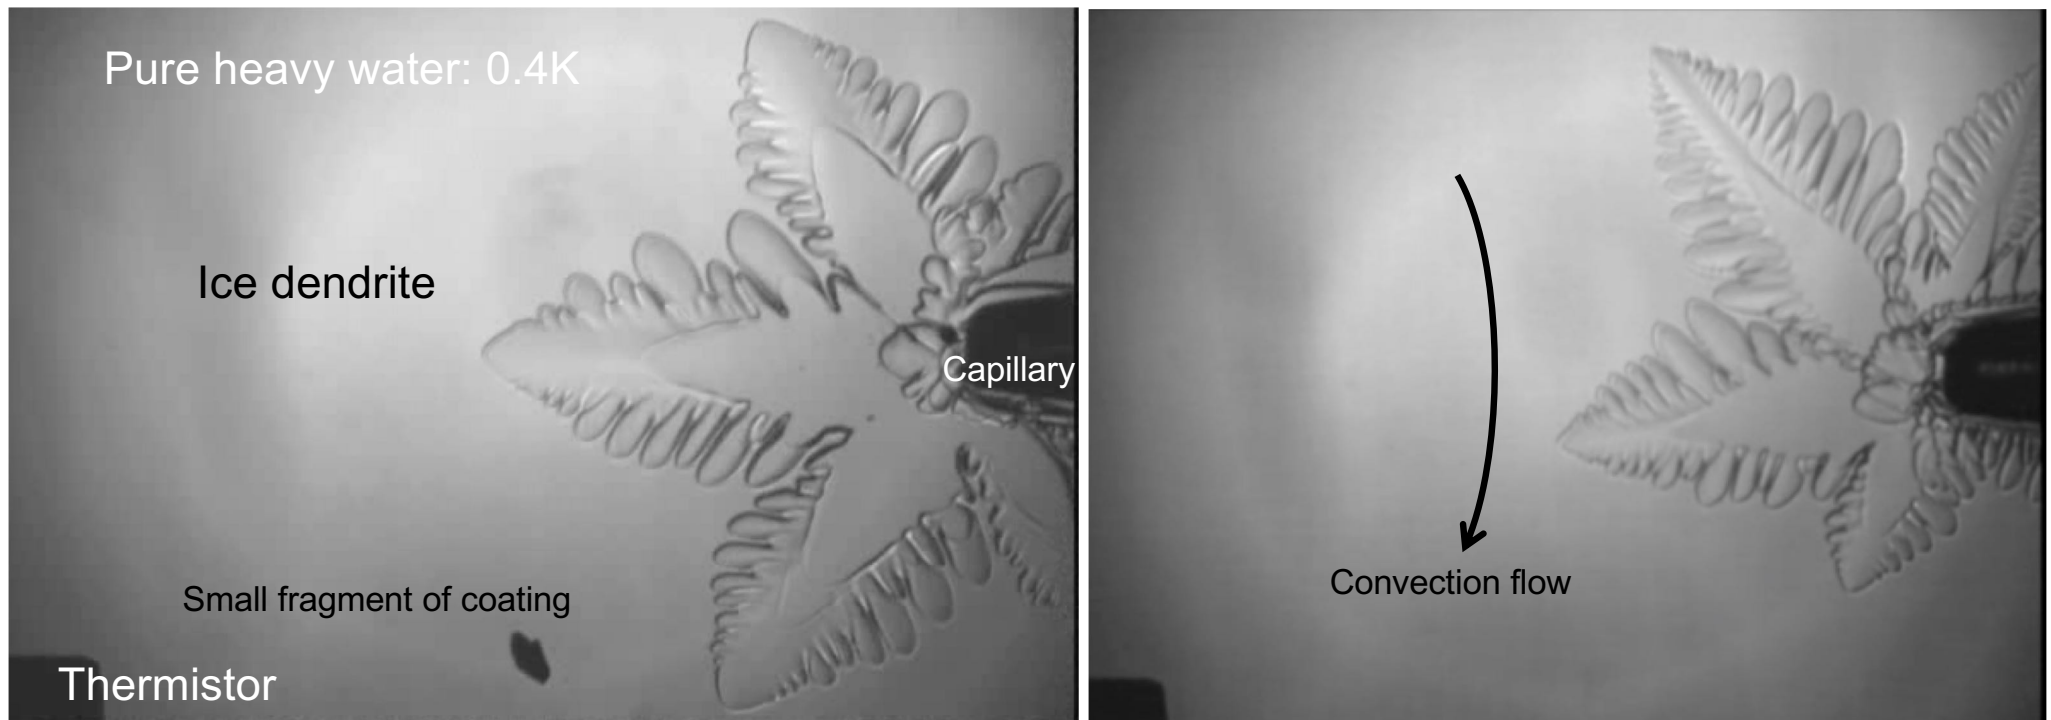 Pure heavy water: 0.4K
Ice dendrite
Capillary
Small fragment of coating
Thermistor
Convection flow